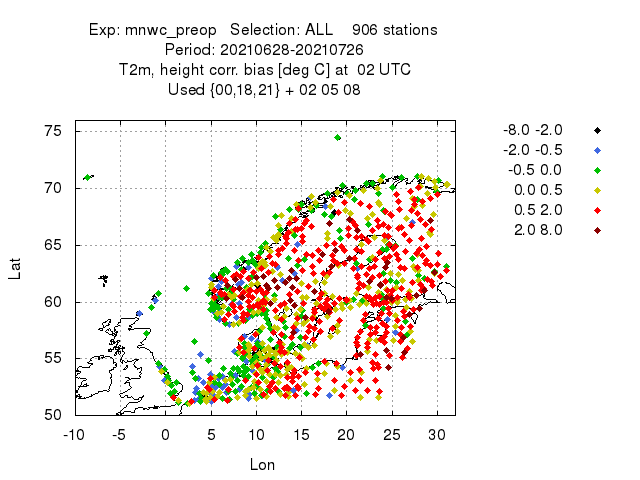 Exp: mnwc_preop   Selection: ALL    906 stations
Period: 20210628-20210726
T2m, height corr. bias [deg C] at  02 UTC
Used {00,18,21} + 02 05 08
-8.0 -2.0
-2.0 -0.5
-0.5 0.0
0.0 0.5
0.5 2.0
2.0 8.0
75
70
65
60
55
50
Lat
-10 -5 0 5 10 15 20 25 30
Lon